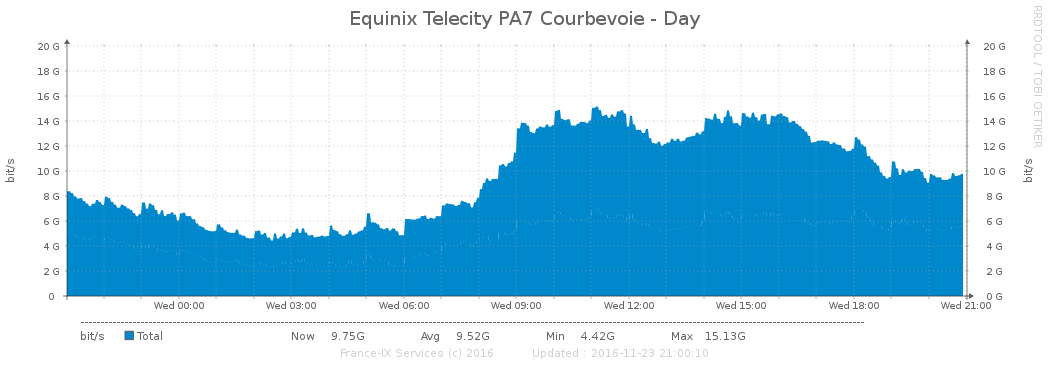 Equinix Telecity PA7 Courbevoie - Day
RRDTOOL / TOBI OETIKER
bit/s
20 G 20 G
18 G 18 G
16 G 16 G
14 G 14 G
12 G 12 G
10 G 10 G
8 G 8 G
6 G 6 G
4 G 4 G
2 G 2 G
0 0 G
bit/s
Wed 00:00 Wed 03:00 Wed 06:00 Wed 09:00 Wed 12:00 Wed 15:00 Wed 18:00 Wed 21:00
bit/s Total Now 9.75G Avg 9.52G Min 4.42G Max 15.13G
France-IX Services (c) 2016 Updated : 2016-11-23 21:00:10